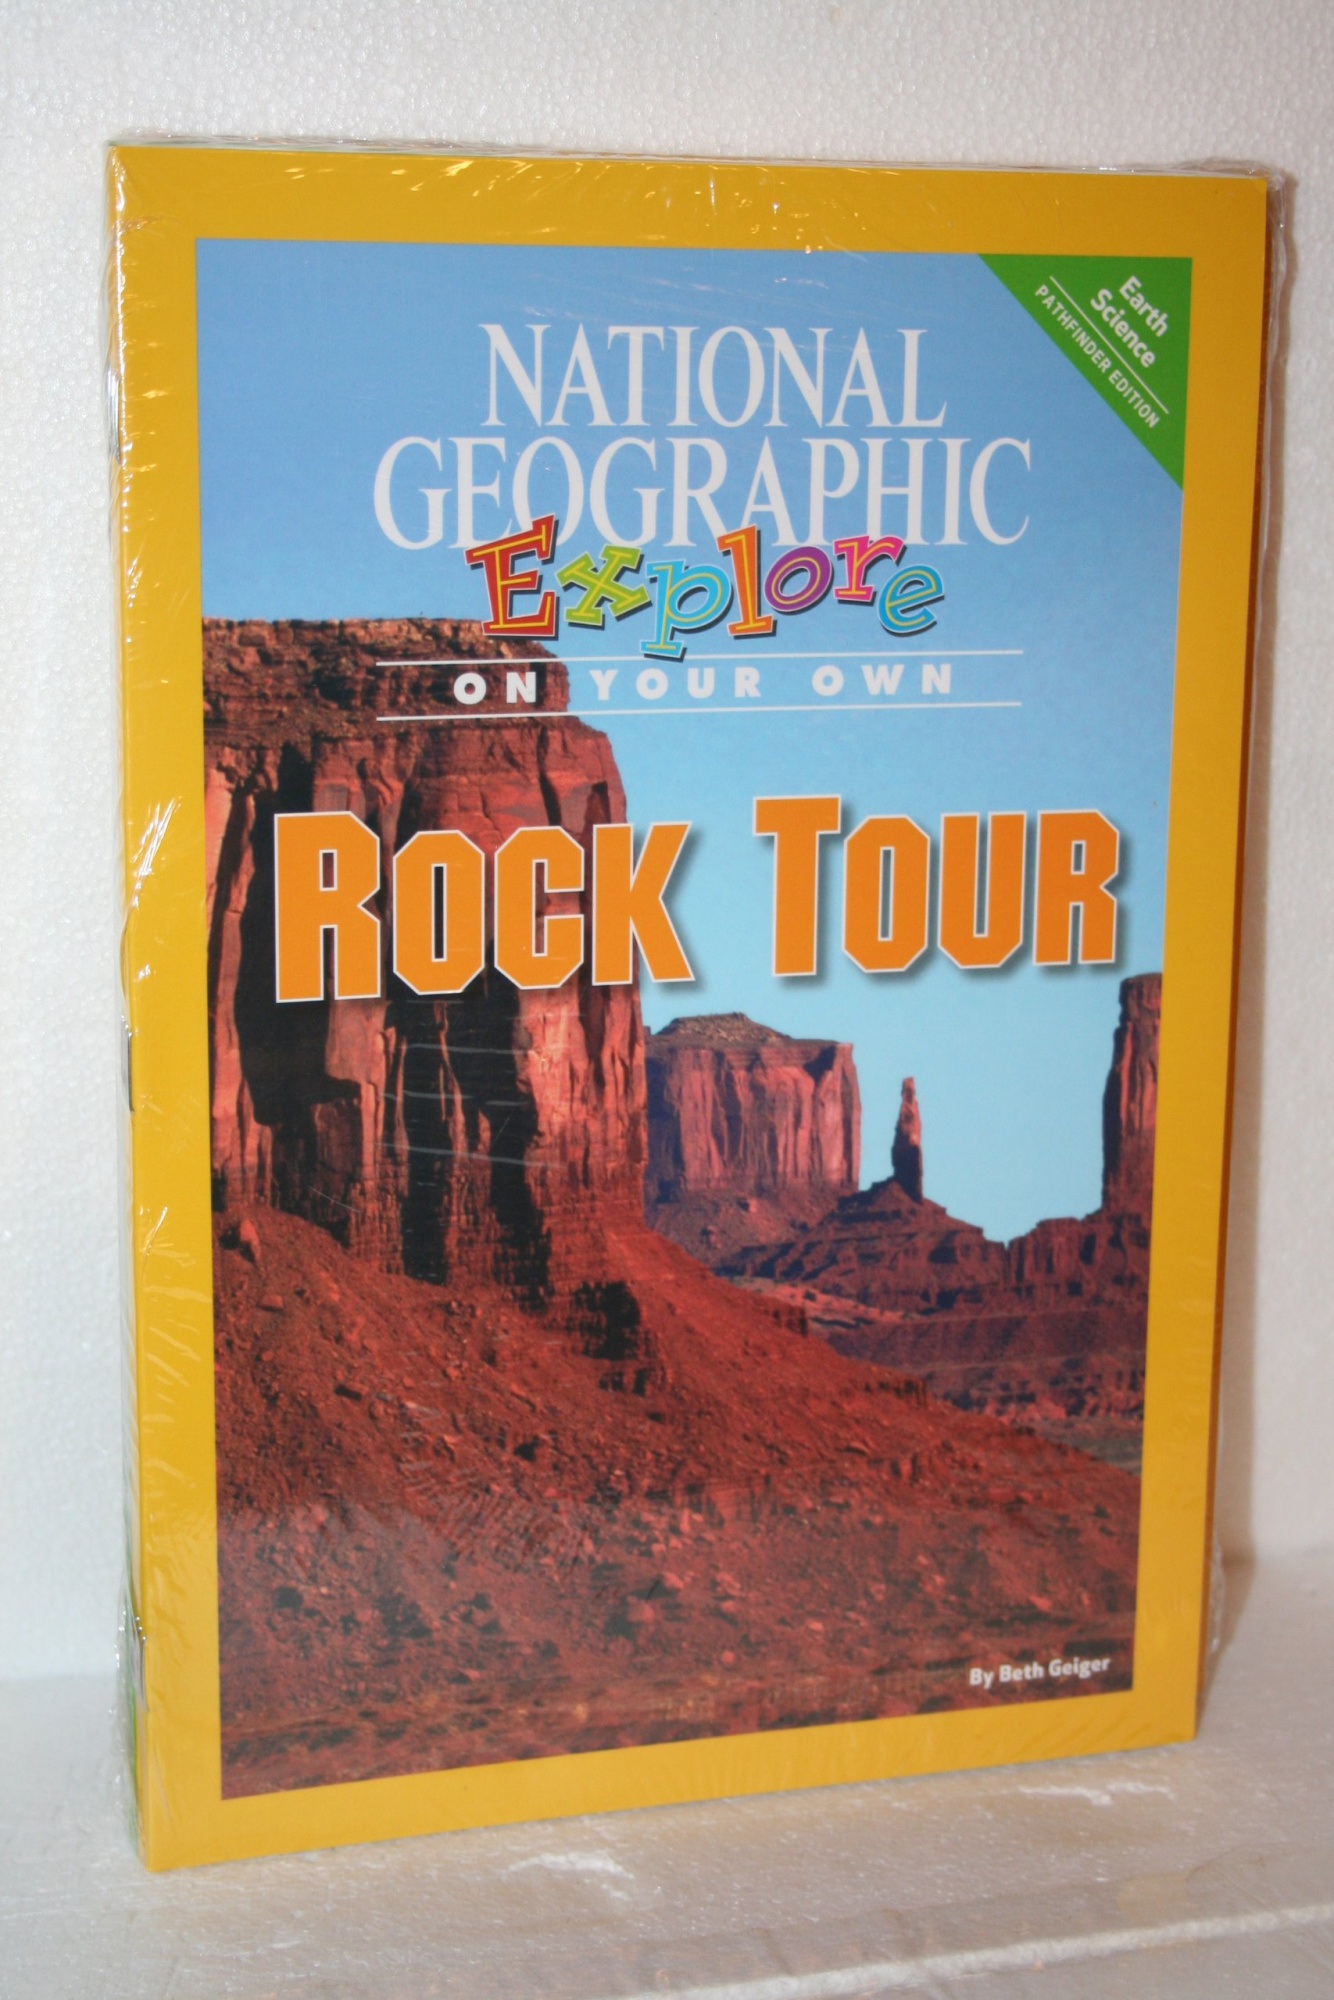 Earth
Science
PATHFINDER EDITION
NATIONAL
GEOGRAPHIC
Explore
ON YOUR OWN
ROCK TOUR
By Beth Geiger